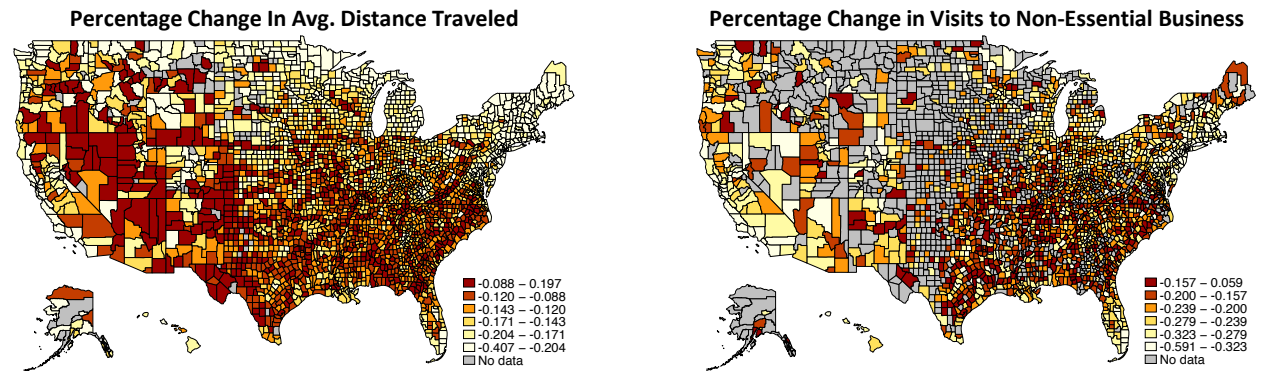 Percentage Change In Avg. Distance Traveled
-0.088 – 0.197
-0.120 – -0.088
-0.143 – -0.120
-0.171 – -0.143
-0.204 – -0.171
-0.407 – -0.204
No data
Percentage Change in Visits to Non-Essential Business
-0.157 – 0.059
-0.200 – -0.157
-0.239 – -0.200
-0.279 – -0.239
-0.323 – -0.279
-0.591 – -0.323
No data